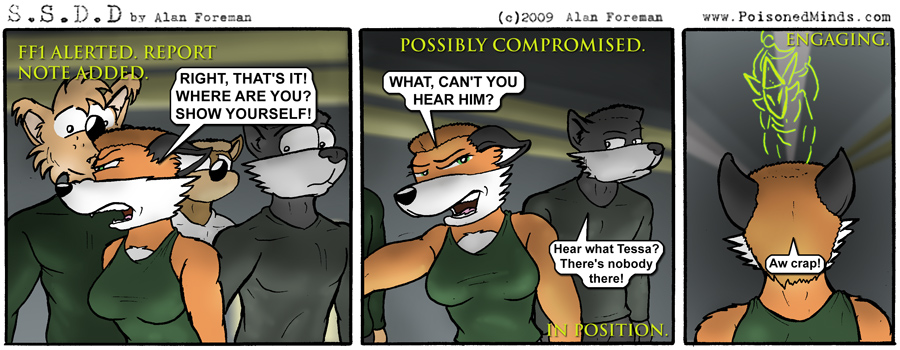 S.S.D.D by Alan Foreman
(c)2009 Alan Foreman
www.PoisonedMinds.com
FF1 ALERTED. REPORT
NOTE ADDED.
RIGHT, THAT'S IT!
WHERE ARE YOU?
SHOW YOURSELF!
POSSIBLY COMPROMISED.
WHAT, CAN'T YOU
HEAR HIM?
Hear what Tessa?
There's nobody
there!
IN POSITION.
ENGAGING.
Aw crap!